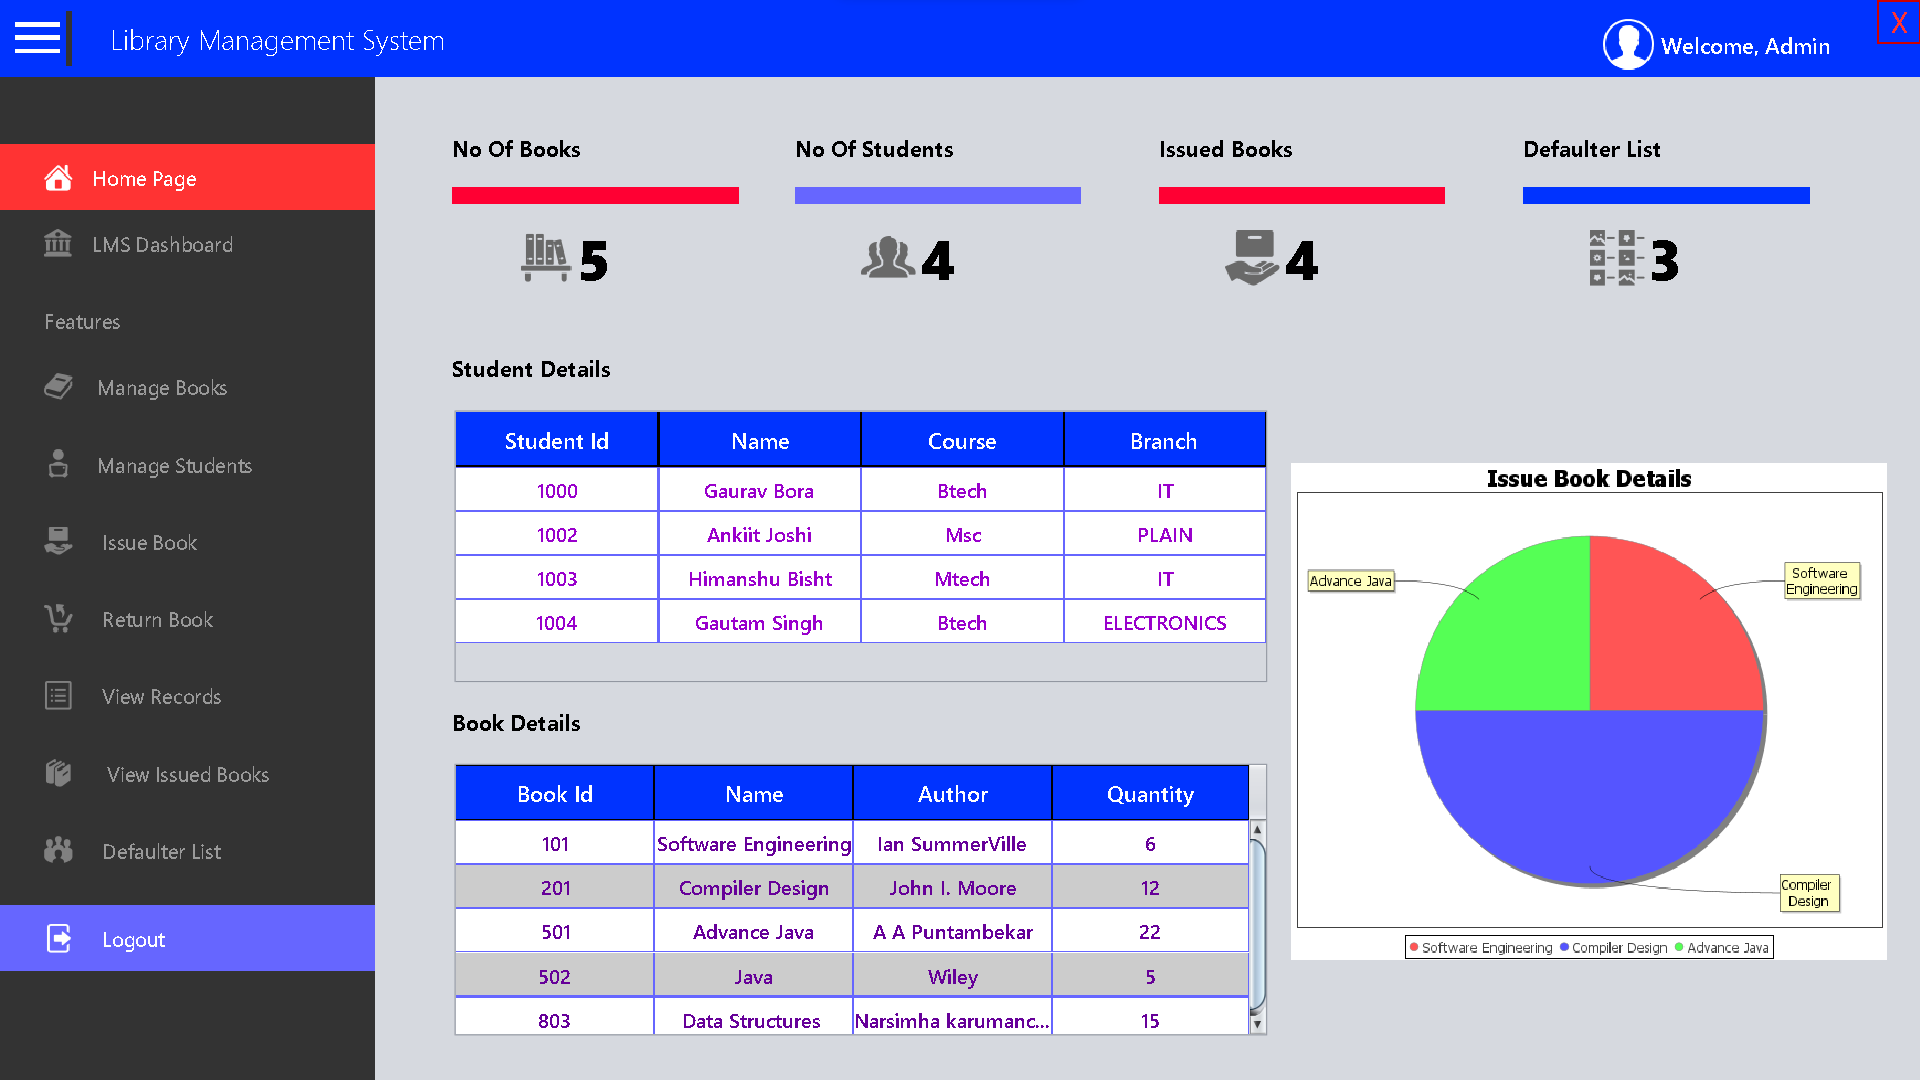 Library Management System
Welcome, Admin
X
Home Page
LMS Dashboard
Features
Manage Books
Manage Students
Issue Book
Return Book
View Records
View Issued Books
Defaulter List
Logout
No Of Books
No Of Students
Issued Books
Defaulter List
5
4
4
3
Student Details
Student Id Name Course Branch
1000 Gaurav Bora Btech IT
1002 Ankiit Joshi Msc PLAIN
1003 Himanshu Bisht Mtech IT
1004 Gautam Singh Btech ELECTRONICS
Book Details
Book Id Name Author Quantity
101 Software Engineering Ian SummerVille 6
201 Compiler Design John I. Moore 12
501 Advance Java A A Puntambekar 22
502 Java Wiley 5
803 Data Structures Narsimha karumanc... 15
Issue Book Details
Advance Java
Software
Engineering
Compiler
Design
Software Engineering Compiler Design Advance Java